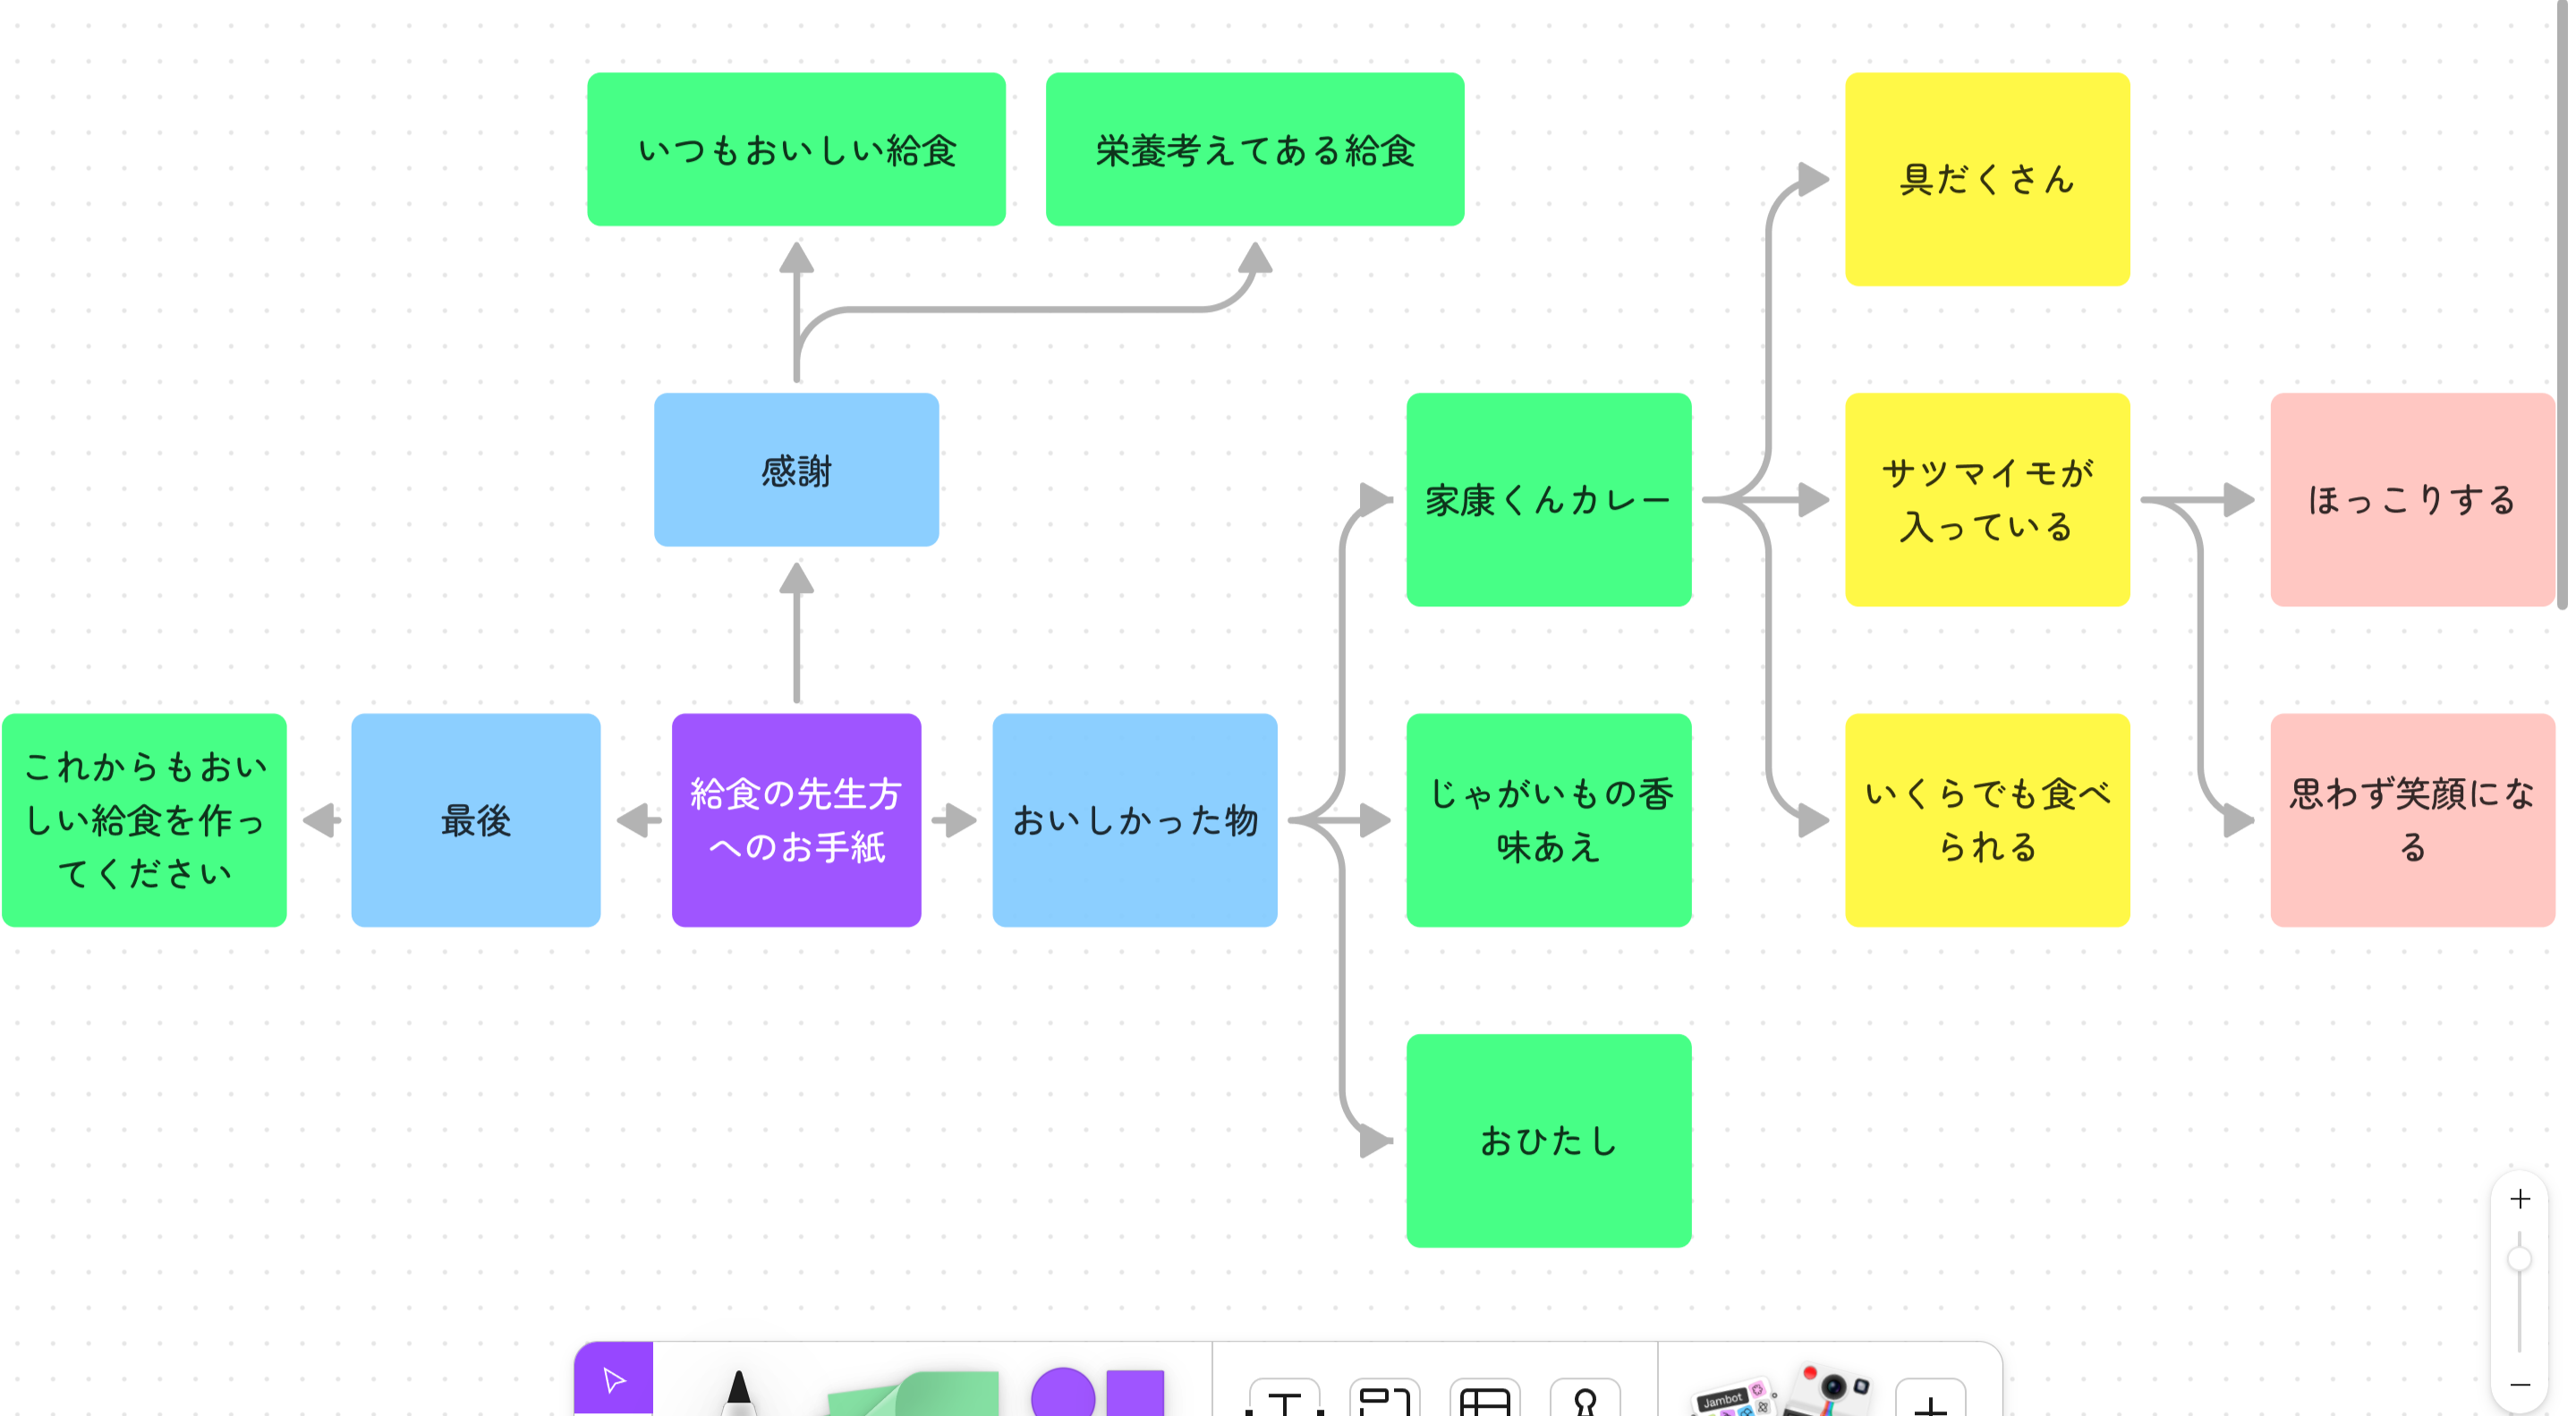 いつもおいしい給食
栄養考えてある給食
具だくさん
感謝
家康くんカレー
サツマイモが
入っている
ほっこりする
これからもおい
しい給食を作っ
てください
最後
給食の先生方
へのお手紙
おいしかった物
じゃがいもの香
味あえ
いくらでも食べ
られる
思わず笑顔にな
る
おひたし
Jambot